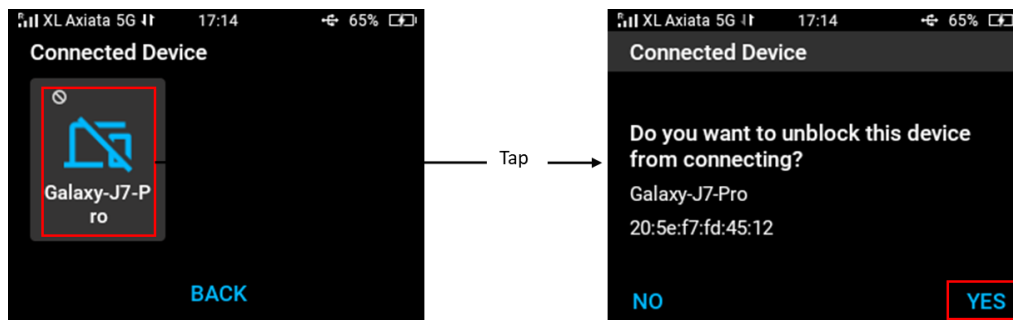 XL Axiata 5G 17:14 65%
Connected Device
Galaxy-J7-P
ro
BACK
Tap
R XL Axiata 5G 17:14 65%
Connected Device
Do you want to unblock this device
from connecting?
Galaxy-J7-Pro
20:5e:f7:fd:45:12
NO YES